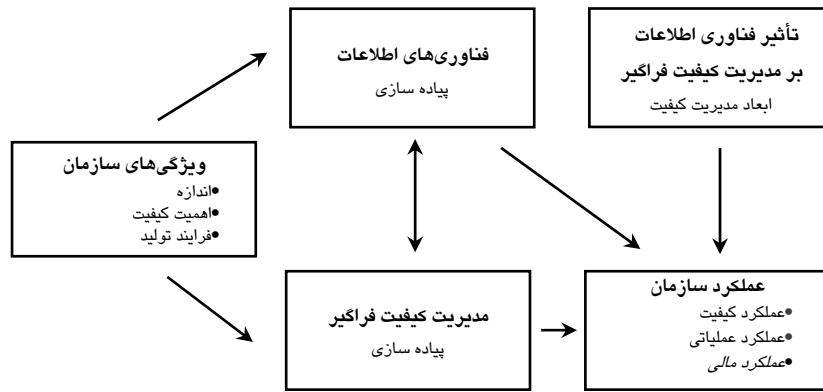 تأثیر فناوری اطلاعات
بر مدیریت کیفیت فراگیر
ابعاد مدیریت کیفیت
فناوری‌های اطلاعات
پیاده سازی
ویژگی‌های سازمان
•اندازه
•اهمیت کیفیت
•فرایند تولید
عملکرد سازمان
•عملکرد کیفیت
•عملکرد عملیاتی
•عملکرد مالی
مدیریت کیفیت فراگیر
پیاده سازی